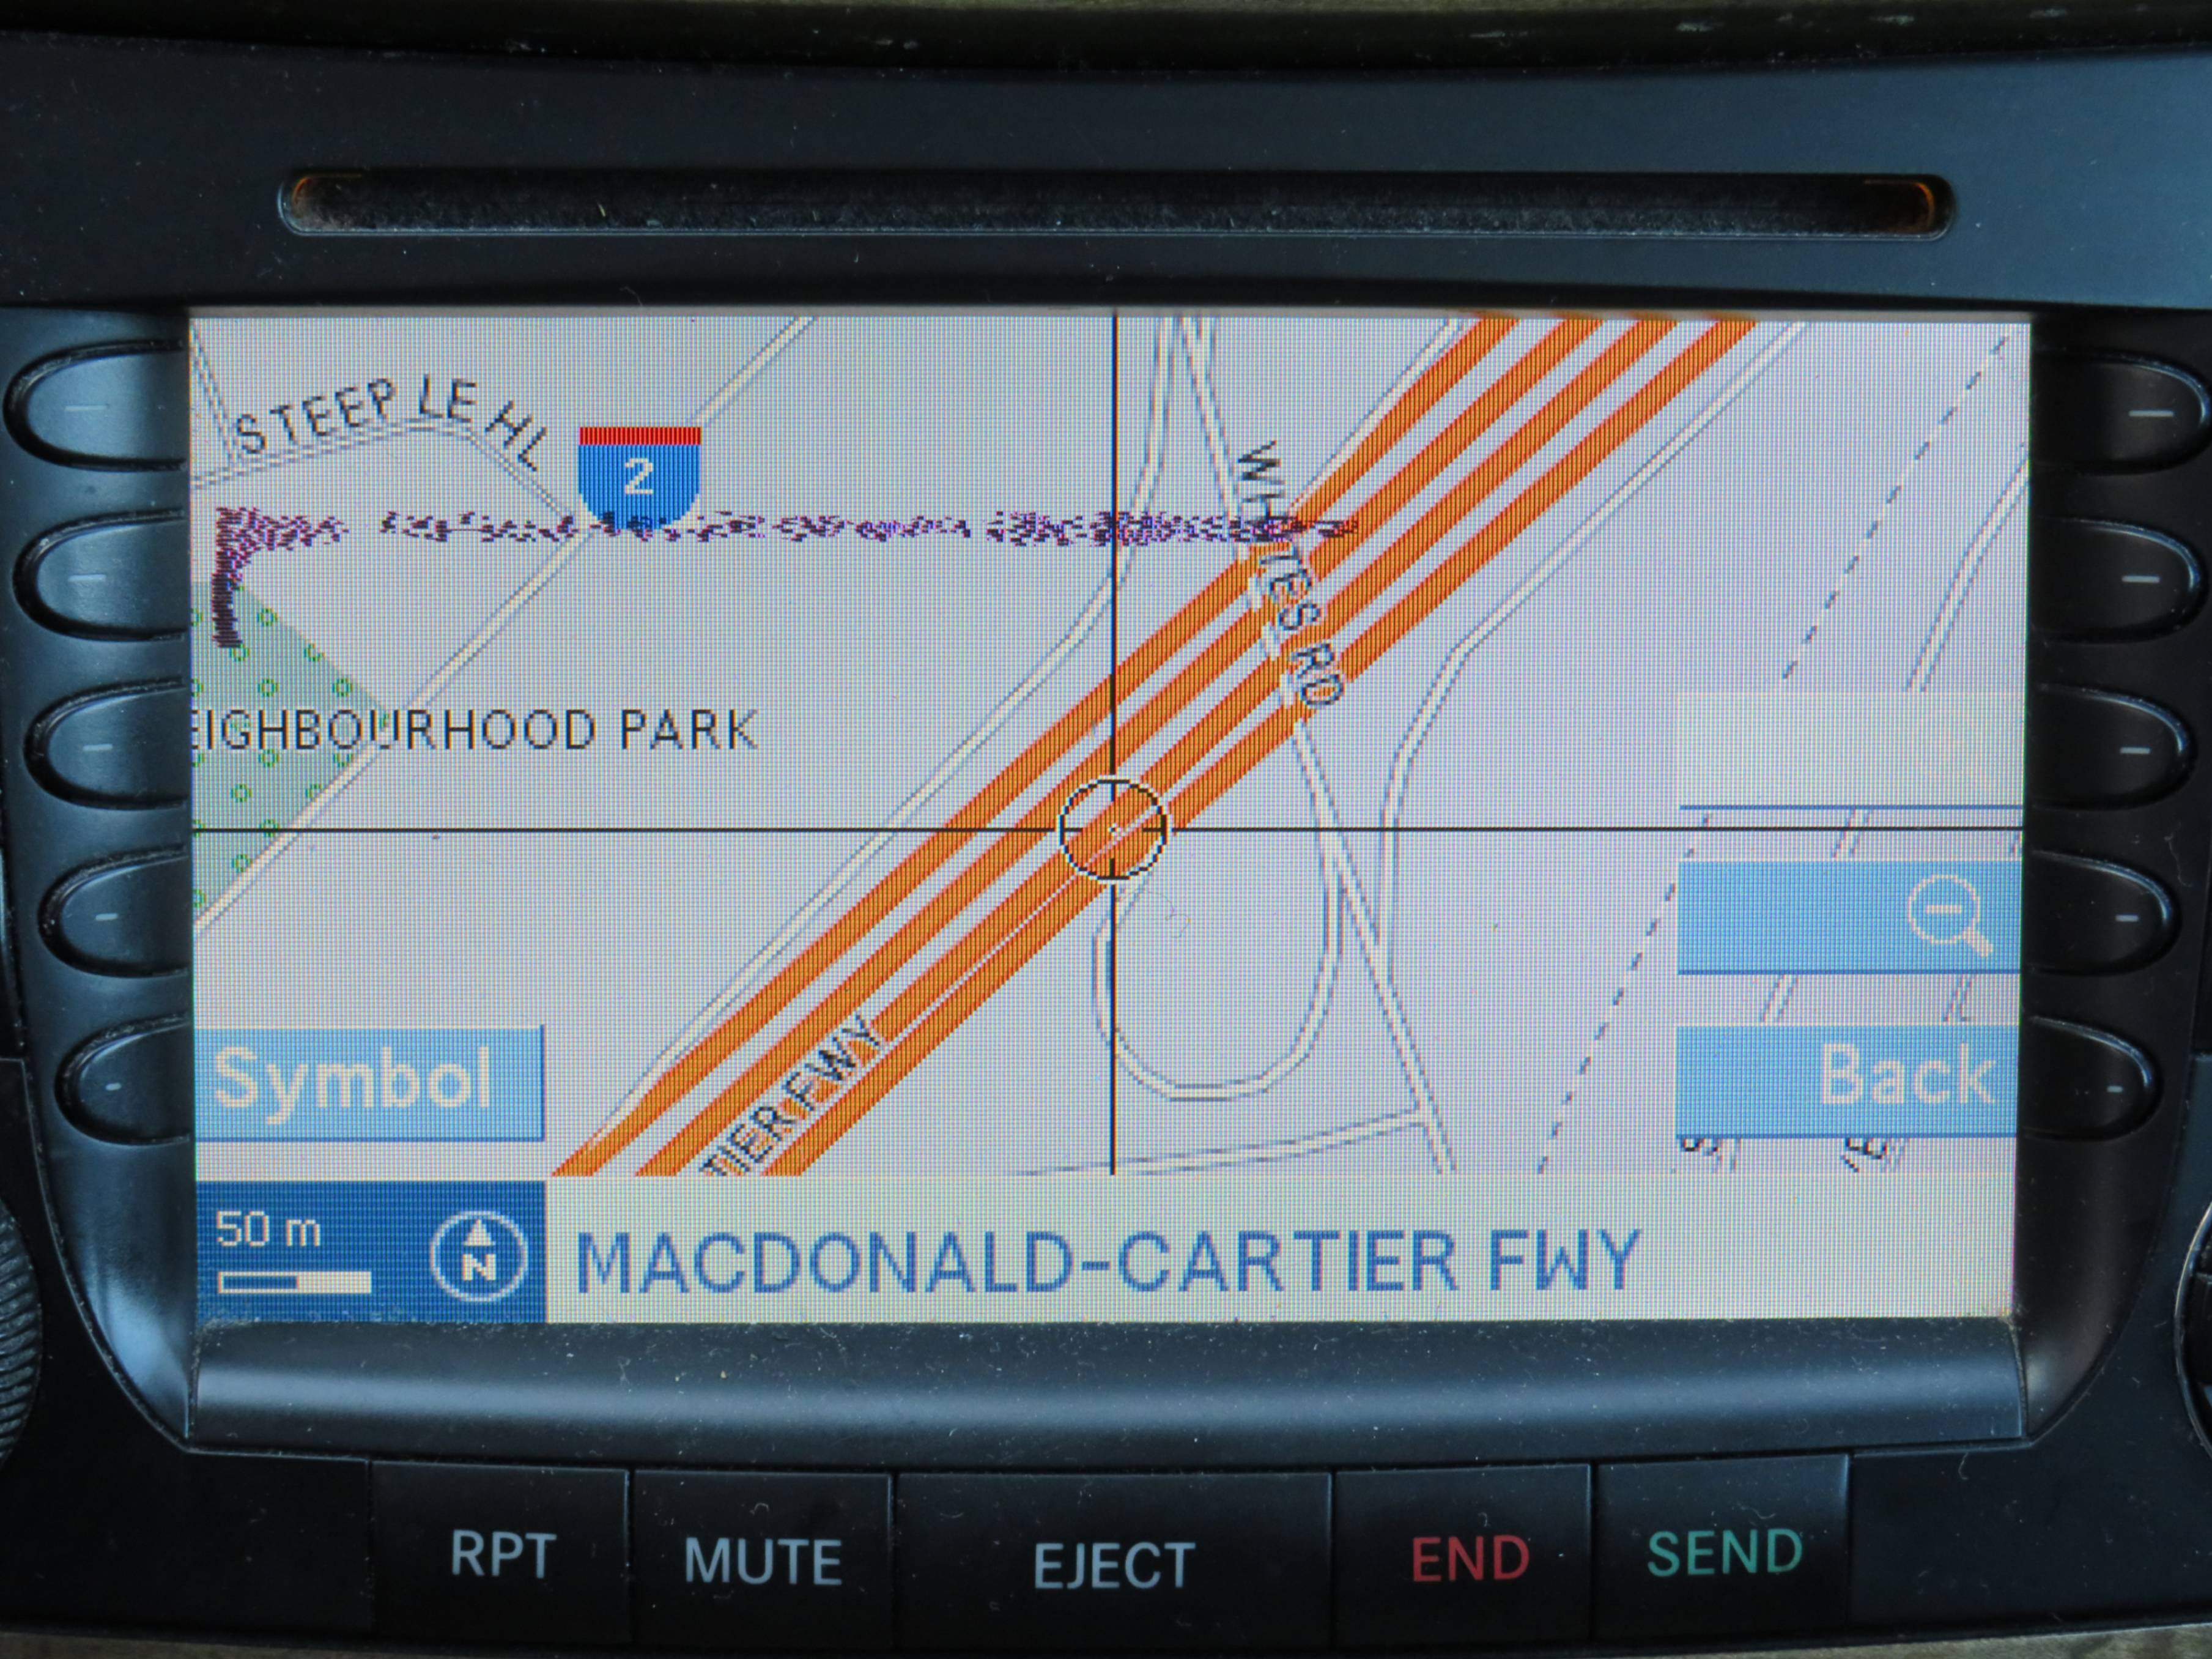 STEEPLE HL
2
WHITES RD
EIGHBOURHOOD PARK
TIER FWY
Symbol
Back
50 m
N
MACDONALD-CARTIER FWY
RPT
MUTE
EJECT
END
SEND